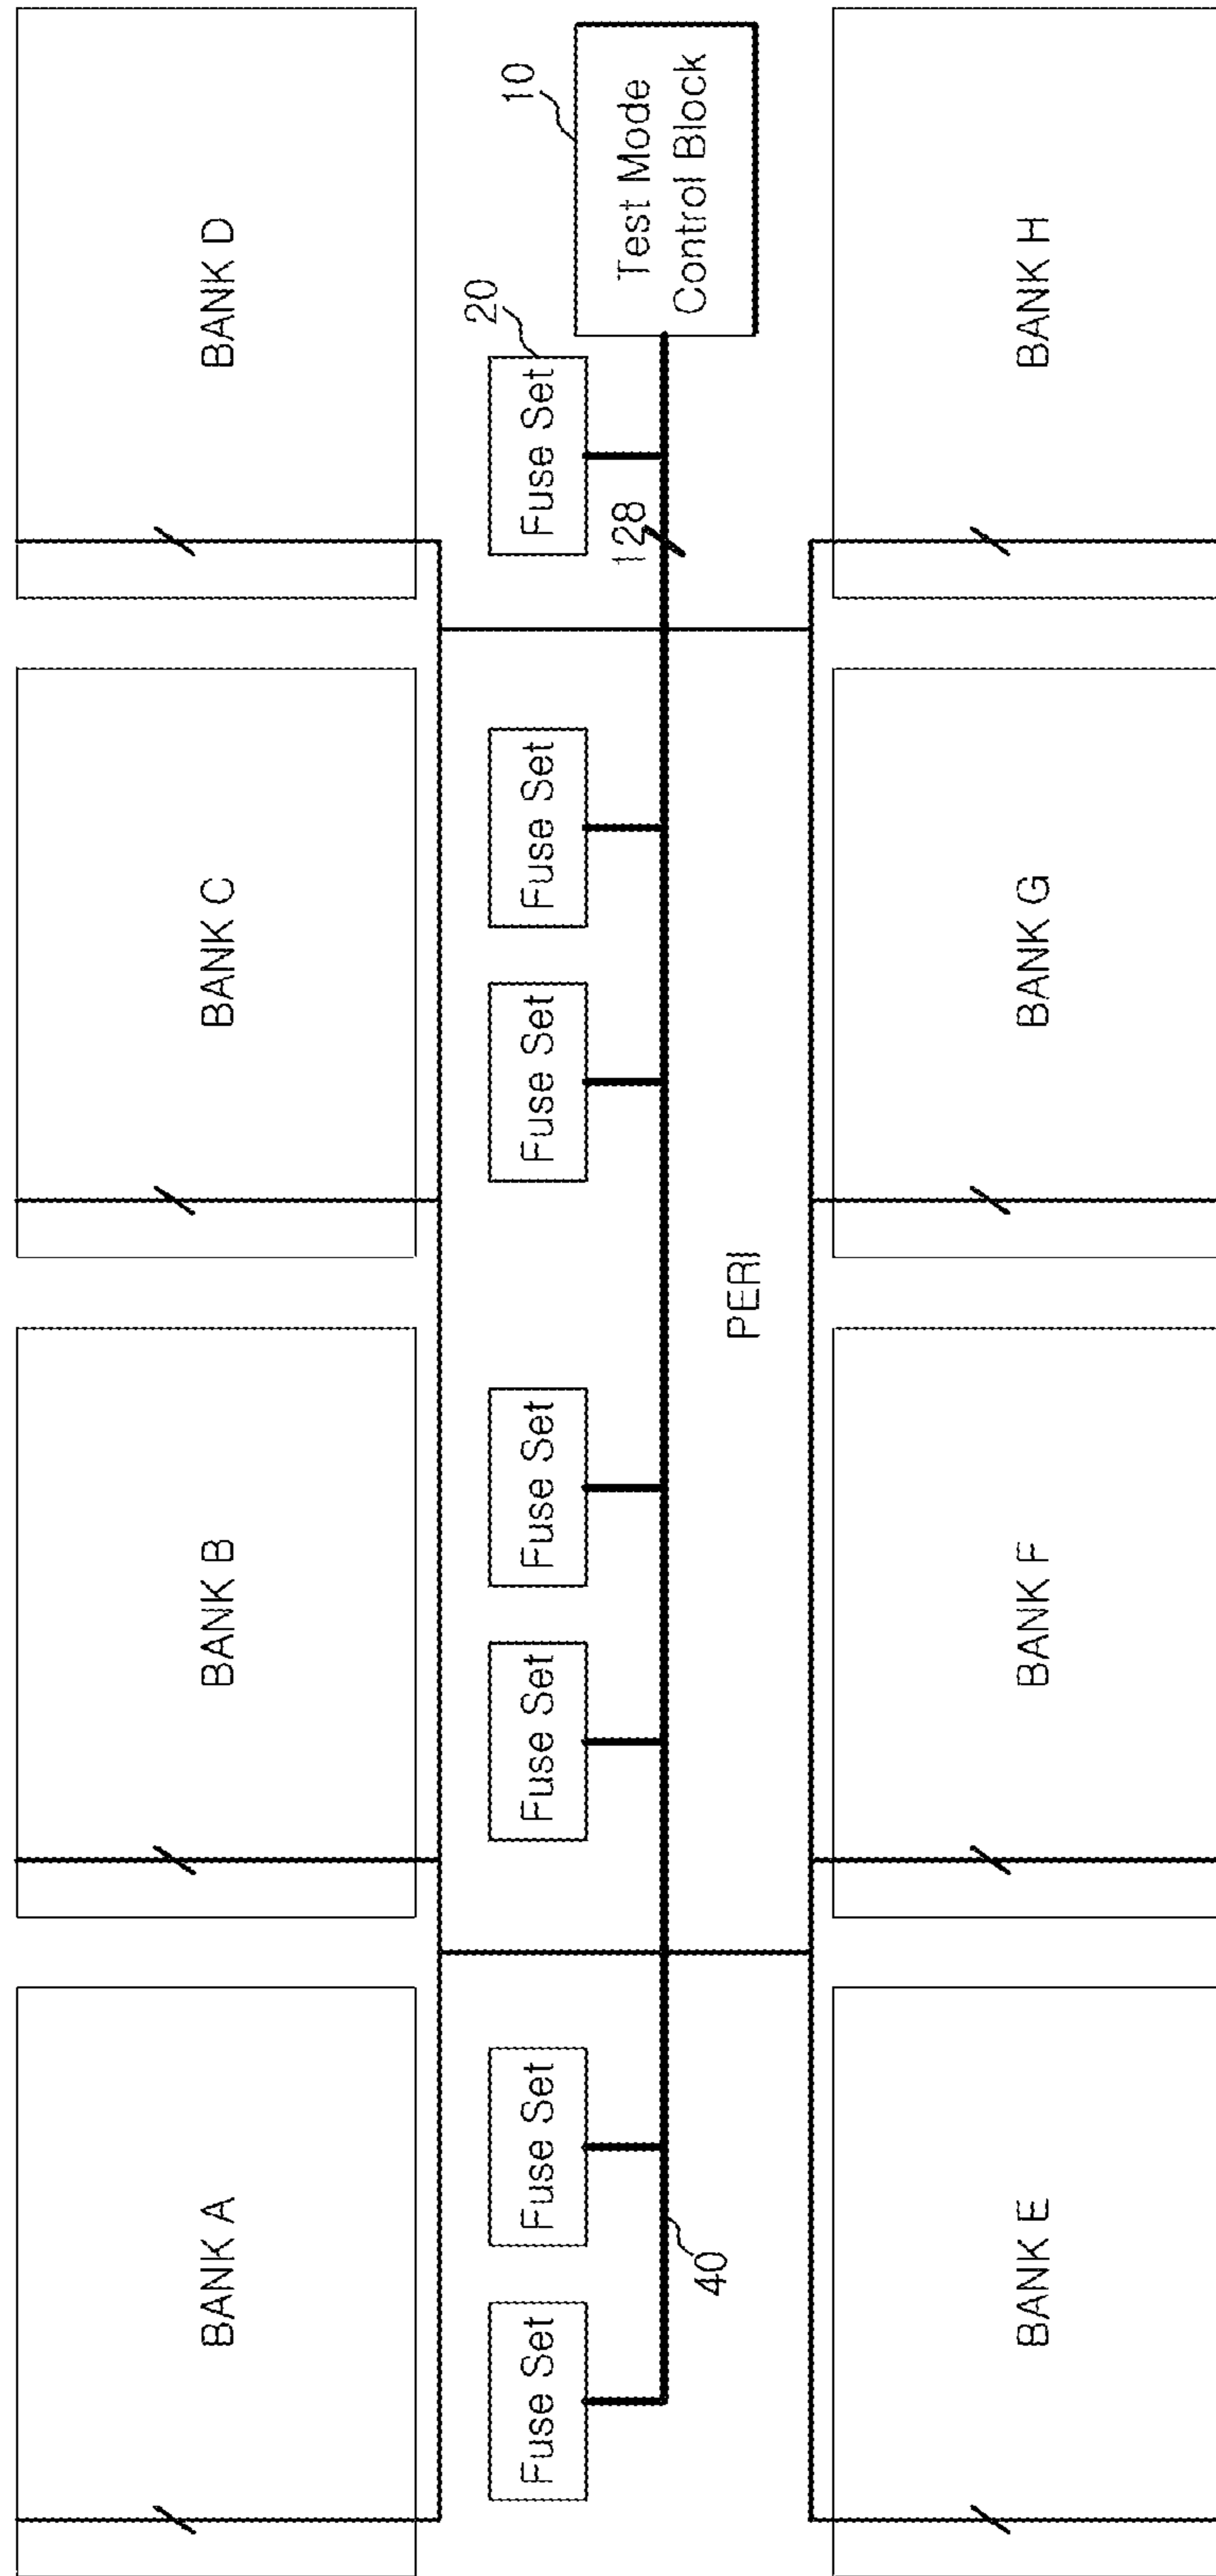 BANK A
BANK B
BANK C
BANK D
Fuse Set
Fuse Set
Fuse Set
Fuse Set
Fuse Set
Fuse Set
Fuse Set
20
10
Test Mode
Control Block
128
40
PERI
BANK E
BANK F
BANK G
BANK H